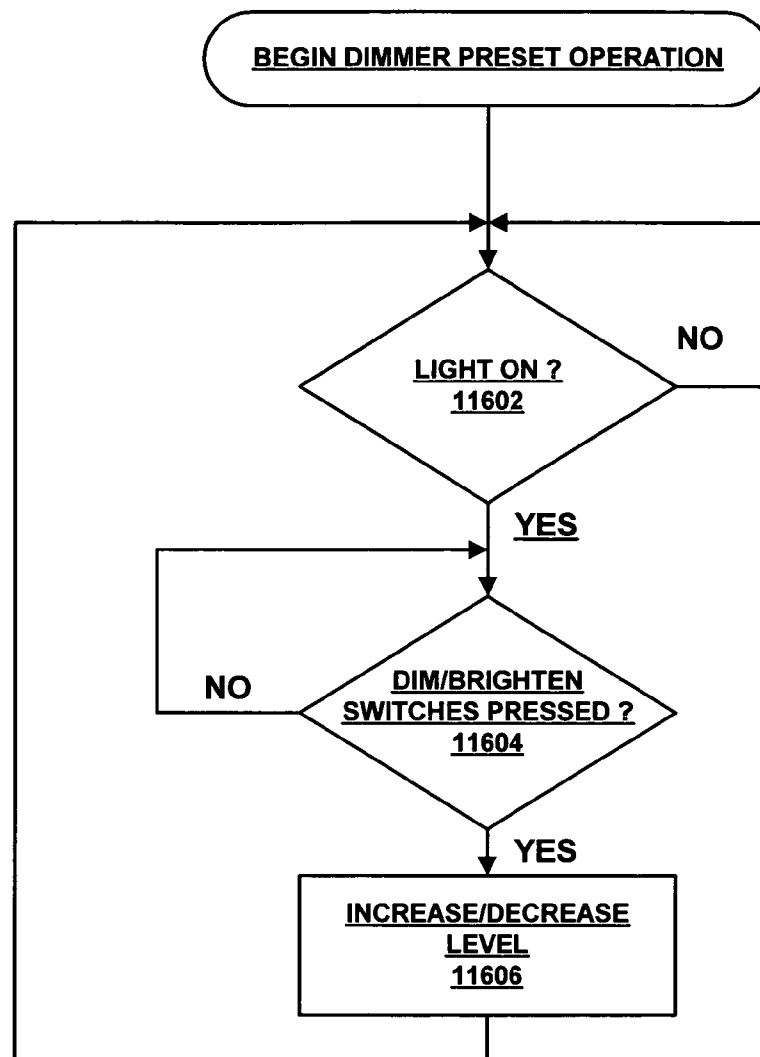 BEGIN DIMMER PRESET OPERATION
LIGHT ON ?
11602
NO
YES
DIM/BRIGHTEN
SWITCHES PRESSED ?
11604
NO
YES
INCREASE/DECREASE
LEVEL
11606